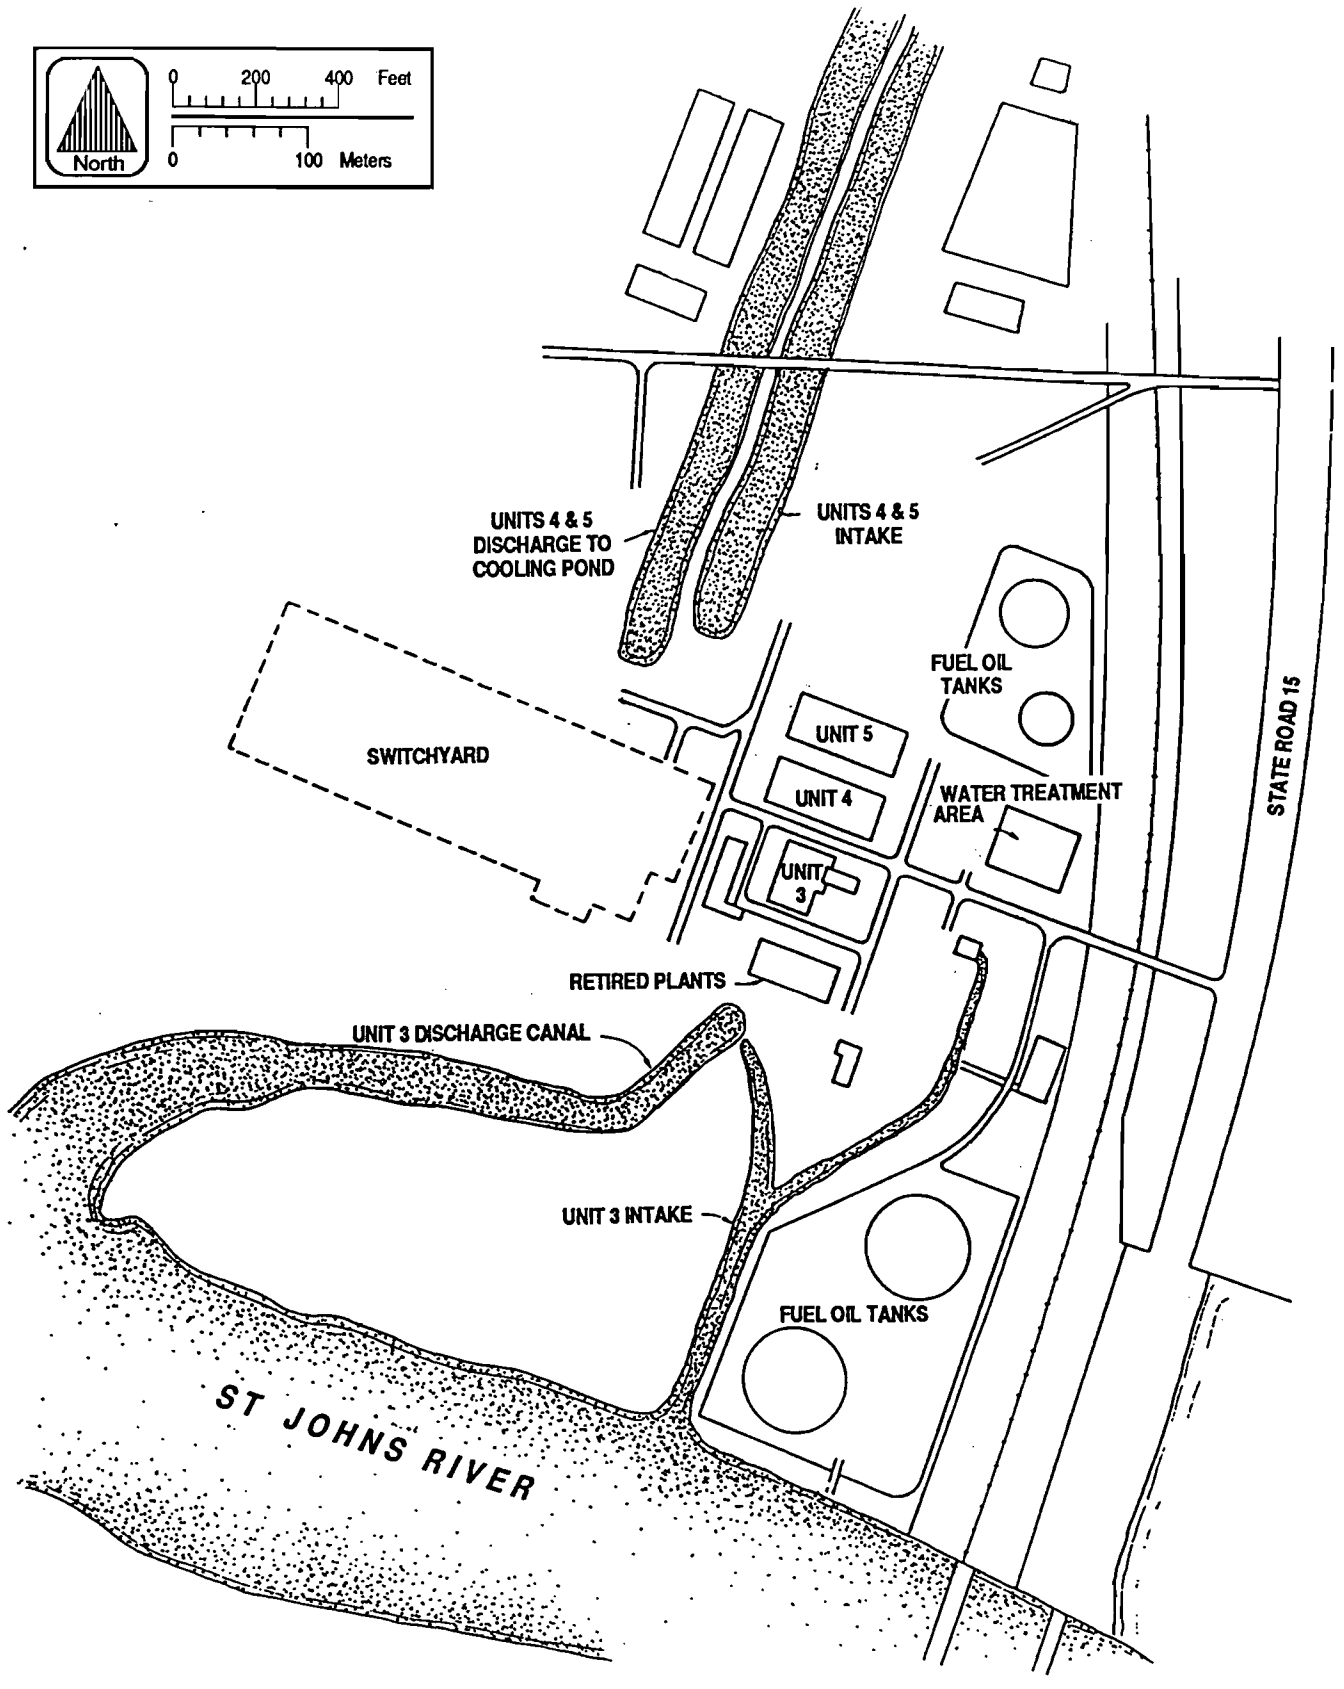 0 200 400 Feet
North
0 100 Meters
UNITS 4 & 5
DISCHARGE TO
COOLING POND
UNITS 4 & 5
INTAKE
FUEL OIL
TANKS
STATE ROAD 15
UNIT 5
SWITCHYARD
UNIT 4
WATER TREATMENT
AREA
UNIT
3
RETIRED PLANTS
UNIT 3 DISCHARGE CANAL
UNIT 3 INTAKE
FUEL OIL TANKS
ST JOHNS RIVER